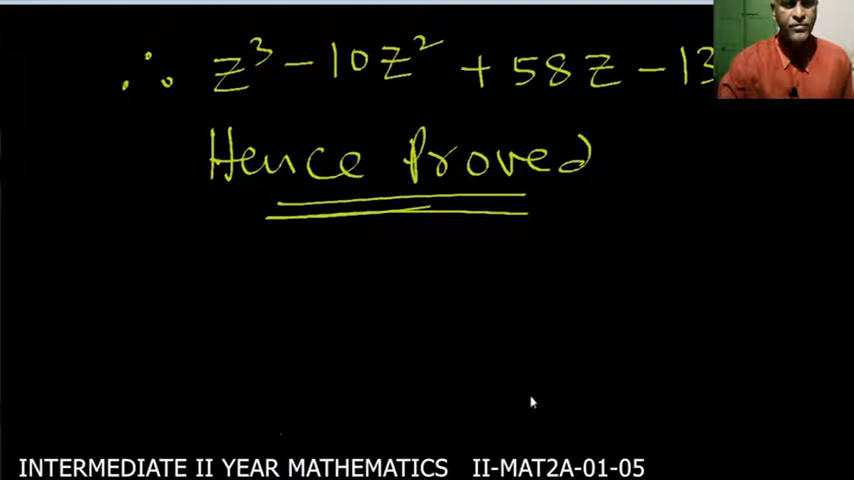 ∴ z³ - 10z² + 58z - 13
Hence Proved
INTERMEDIATE II YEAR MATHEMATICS II-MAT2A-01-05